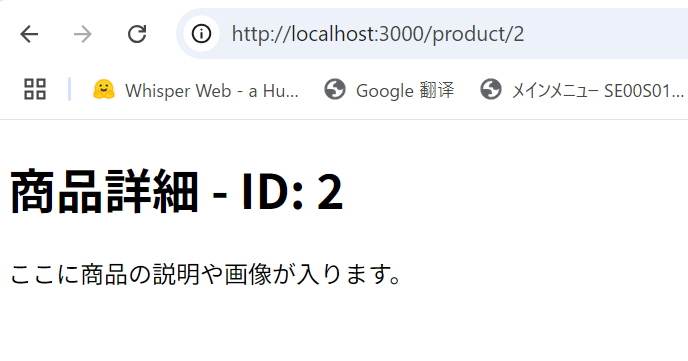 http://localhost:3000/product/2
Whisper Web - a Hu... Google 翻译 メインメニュー SE00S01...
商品詳細 - ID: 2
ここに商品の説明や画像が入ります。